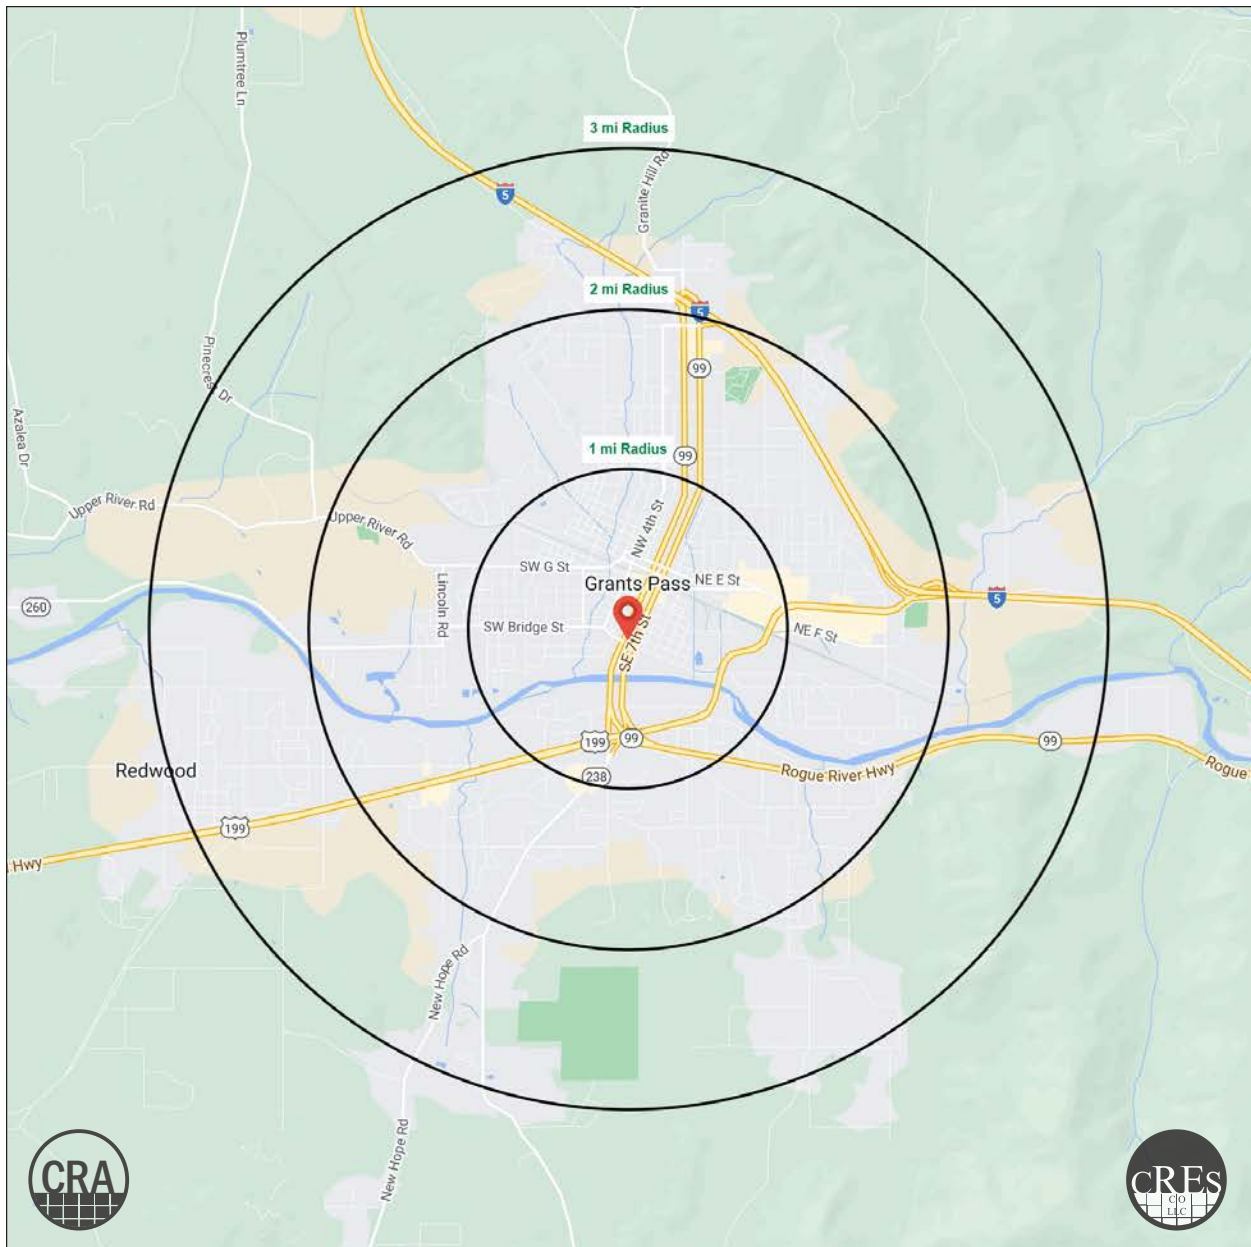 Plumtree Ln
3 mi Radius
Granite Hill Rd
5
2 mi Radius
5
Pinecrest Dr
99
Azalea Dr
1 mi Radius
99
Upper River Rd
Upper River Rd
NW 4th St
SW G St
Grants Pass
NE E St
Lincoln Rd
260
5
SW Bridge St
SE 7th St
NE F St
199
99
99
238
Redwood
Rogue River Hwy
Rogue
199
Hwy
New Hope Rd
New Hope Rd
CRA
CRES
CO
LLC